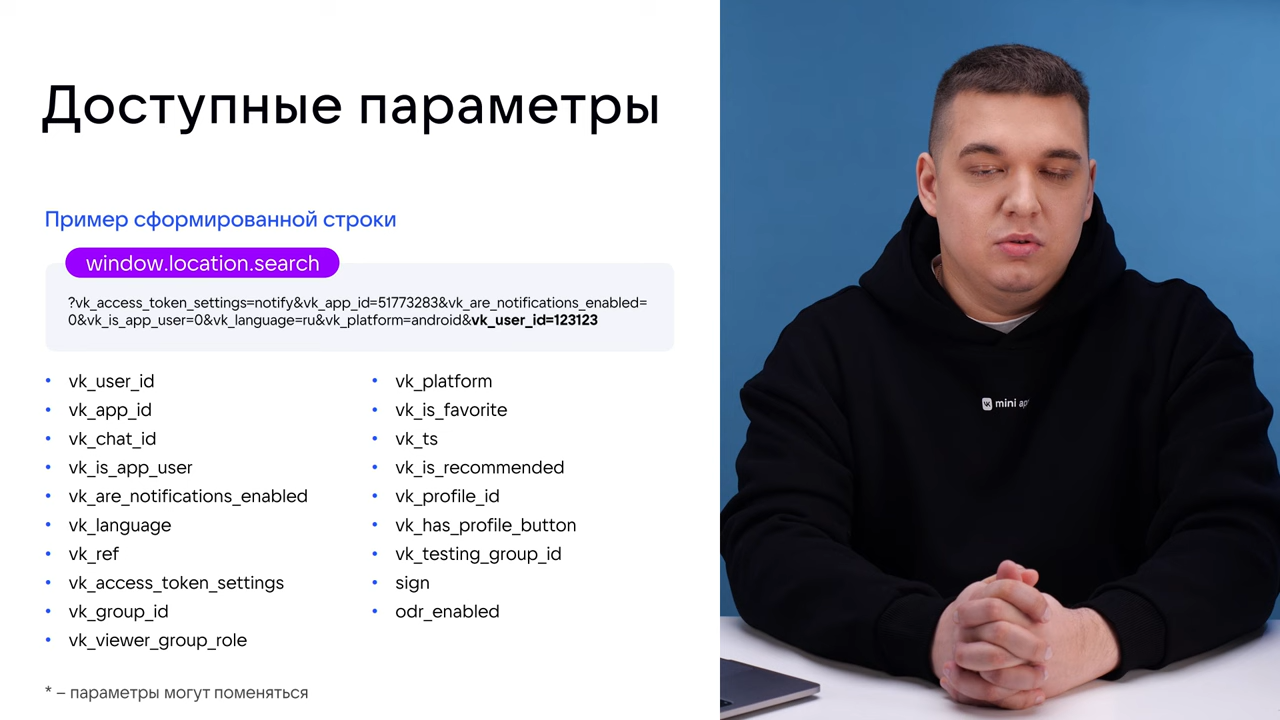 Доступные параметры
Пример сформированной строки
window.location.search
?vk_access_token_settings=notify&vk_app_id=51773283&vk_are_notifications_enabled=
0&vk_is_app_user=0&vk_language=ru&vk_platform=android&vk_user_id=123123
• vk_user_id
• vk_app_id
• vk_chat_id
• vk_is_app_user
• vk_are_notifications_enabled
• vk_language
• vk_ref
• vk_access_token_settings
• vk_group_id
• vk_viewer_group_role
• vk_platform
• vk_is_favorite
• vk_ts
• vk_is_recommended
• vk_profile_id
• vk_has_profile_button
• vk_testing_group_id
• sign
• odr_enabled
* – параметры могут поменяться
mini